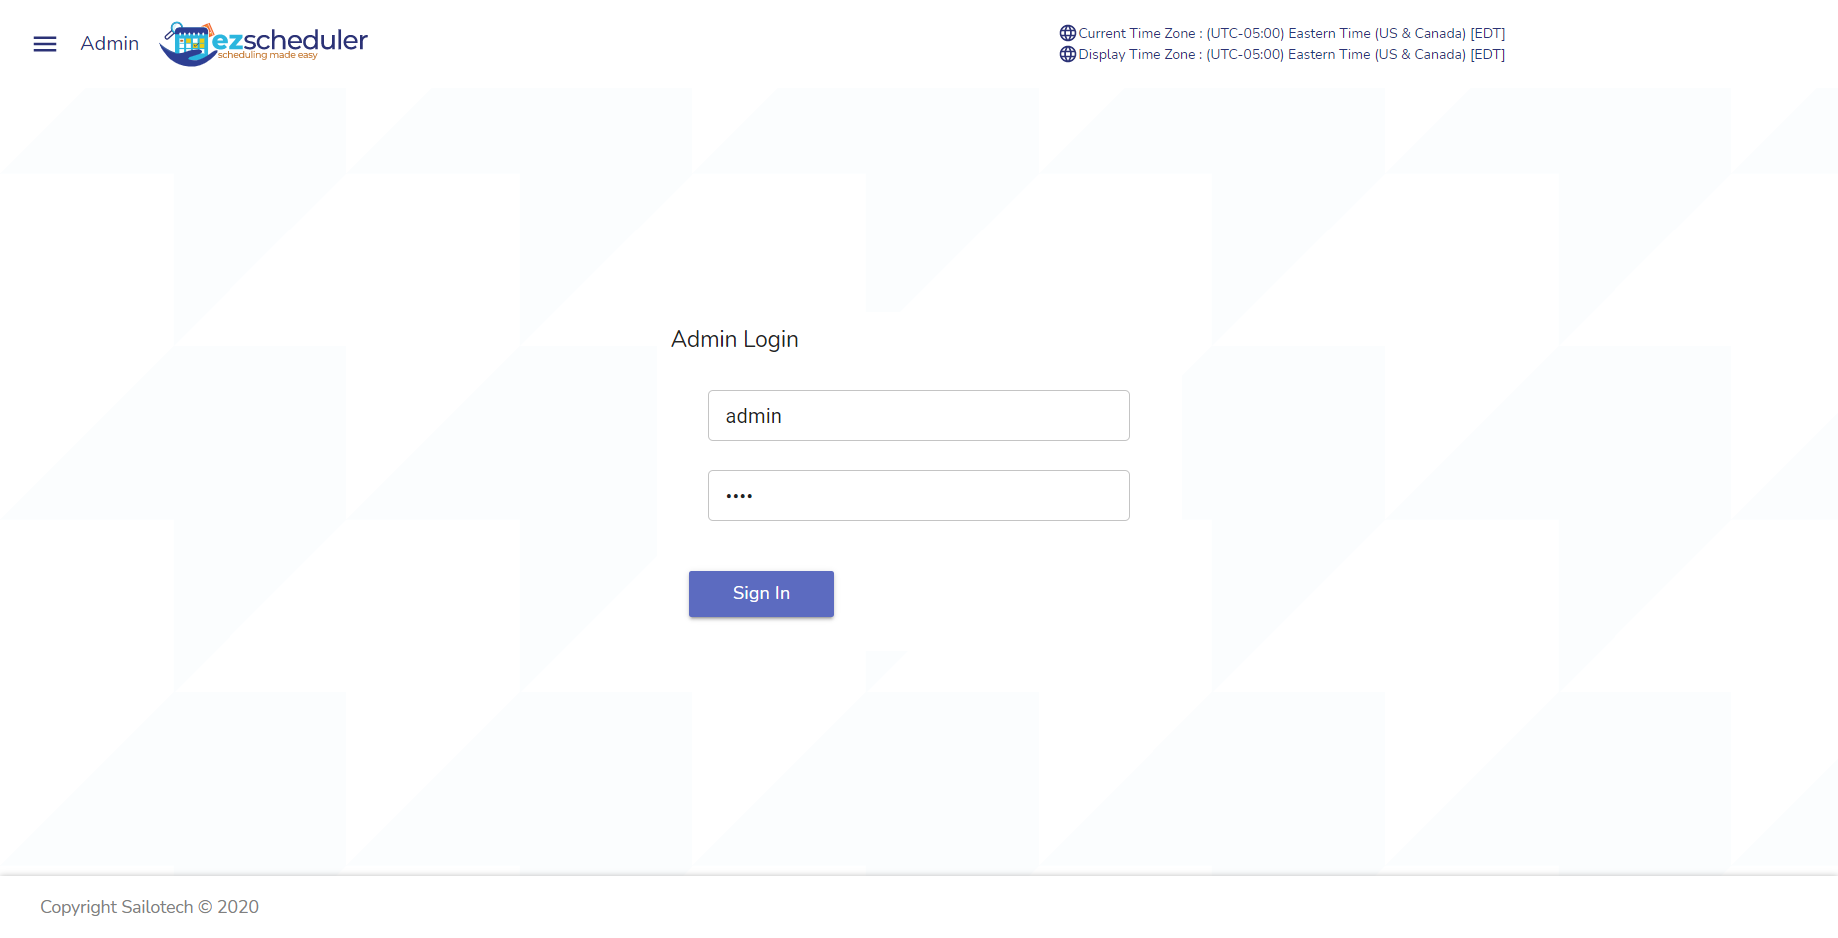 Admin
ezscheduler
scheduling made easy
Current Time Zone : (UTC-05:00) Eastern Time (US & Canada) [EDT]
Display Time Zone : (UTC-05:00) Eastern Time (US & Canada) [EDT]
Admin Login
admin
••••
Sign In
Copyright Sailotech © 2020